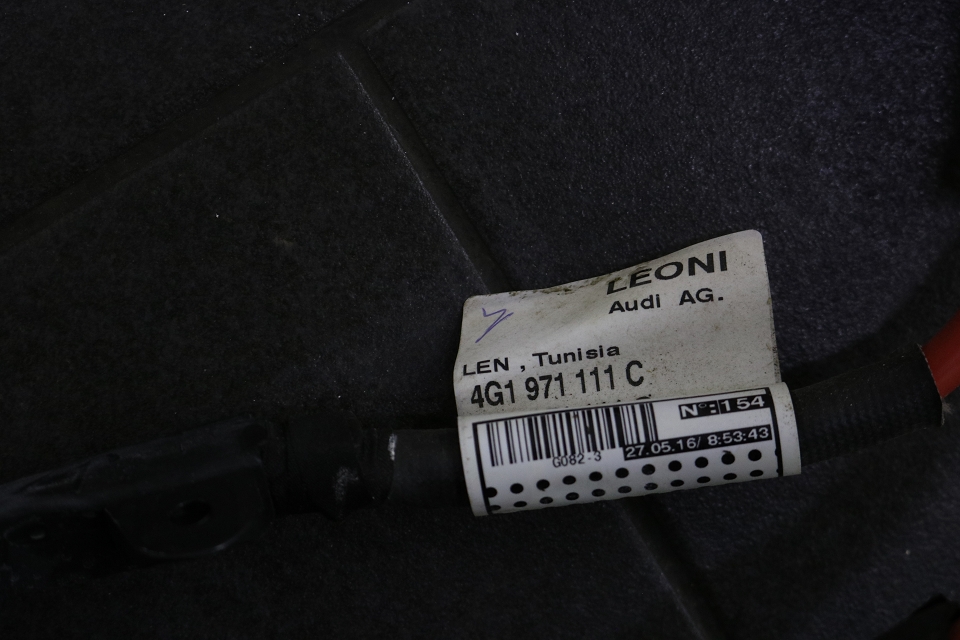 LEONI
Audi AG.
LEN , Tunisia
4G1 971 111 C
N°:154
27.05.16/ 8:53:43
G082-3